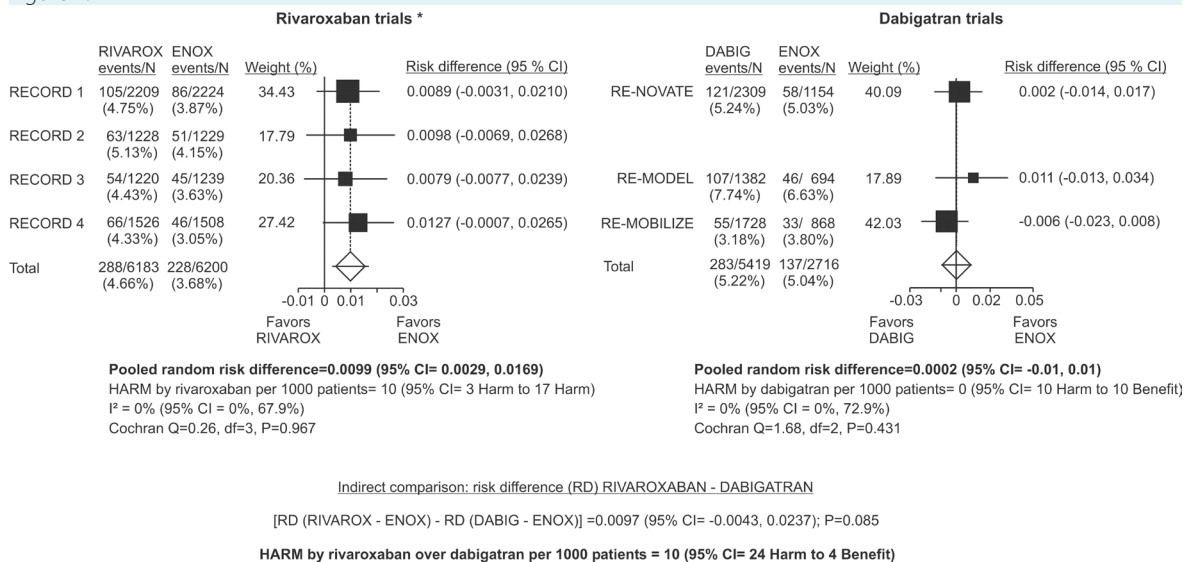 Rivaroxaban trials *
RIVAROX ENOX
events/N events/N Weight (%) Risk difference (95 % CI)
RECORD 1 105/2209 86/2224 34.43 0.0089 (-0.0031, 0.0210)
(4.75%) (3.87%)
RECORD 2 63/1228 51/1229 17.79 0.0098 (-0.0069, 0.0268)
(5.13%) (4.15%)
RECORD 3 54/1220 45/1239 20.36 0.0079 (-0.0077, 0.0239)
(4.43%) (3.63%)
RECORD 4 66/1526 46/1508 27.42 0.0127 (-0.0007, 0.0265)
(4.33%) (3.05%)
Total 288/6183 228/6200
(4.66%) (3.68%)
-0.01 0 0.01 0.03
Favors Favors
RIVAROX ENOX
Pooled random risk difference=0.0099 (95% CI= 0.0029, 0.0169)
HARM by rivaroxaban per 1000 patients= 10 (95% CI= 3 Harm to 17 Harm)
I² = 0% (95% CI = 0%, 67.9%)
Cochran Q=0.26, df=3, P=0.967
Dabigatran trials
DABIG ENOX
events/N events/N Weight (%) Risk difference (95 % CI)
RE-NOVATE 121/2309 58/1154 40.09 0.002 (-0.014, 0.017)
(5.24%) (5.03%)
RE-MODEL 107/1382 46/ 694 17.89 0.011 (-0.013, 0.034)
(7.74%) (6.63%)
RE-MOBILIZE 55/1728 33/ 868 42.03 -0.006 (-0.023, 0.008)
(3.18%) (3.80%)
Total 283/5419 137/2716
(5.22%) (5.04%)
-0.03 0 0.02 0.05
Favors Favors
DABIG ENOX
Pooled random risk difference=0.0002 (95% CI= -0.01, 0.01)
HARM by dabigatran per 1000 patients= 0 (95% CI= 10 Harm to 10 Benefit)
I² = 0% (95% CI = 0%, 72.9%)
Cochran Q=1.68, df=2, P=0.431
Indirect comparison: risk difference (RD) RIVAROXABAN - DABIGATRAN
[RD (RIVAROX - ENOX) - RD (DABIG - ENOX)] =0.0097 (95% CI= -0.0043, 0.0237); P=0.085
HARM by rivaroxaban over dabigatran per 1000 patients = 10 (95% CI= 24 Harm to 4 Benefit)